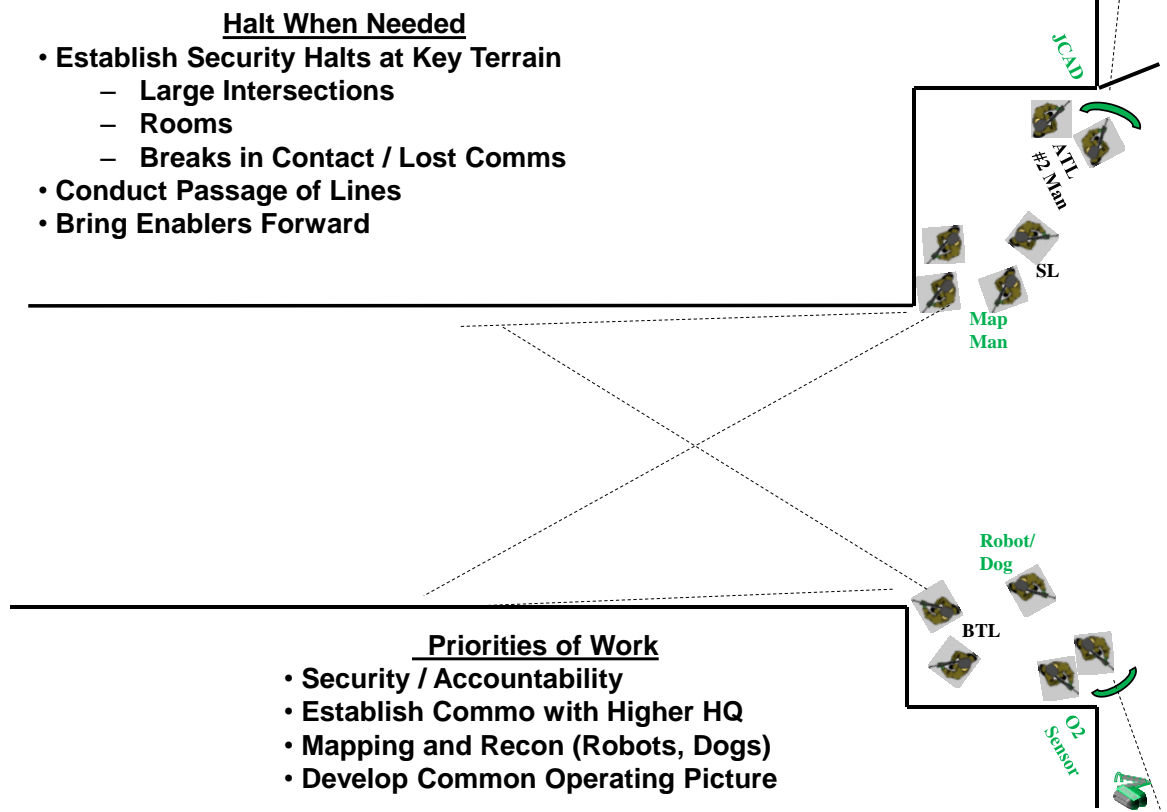 Halt When Needed
• Establish Security Halts at Key Terrain
– Large Intersections
– Rooms
– Breaks in Contact / Lost Comms
• Conduct Passage of Lines
• Bring Enablers Forward
JCAD
ATL
#2 Man
SL
Map
Man
Robot/
Dog
BTL
O2
Sensor
Priorities of Work
• Security / Accountability
• Establish Commo with Higher HQ
• Mapping and Recon (Robots, Dogs)
• Develop Common Operating Picture